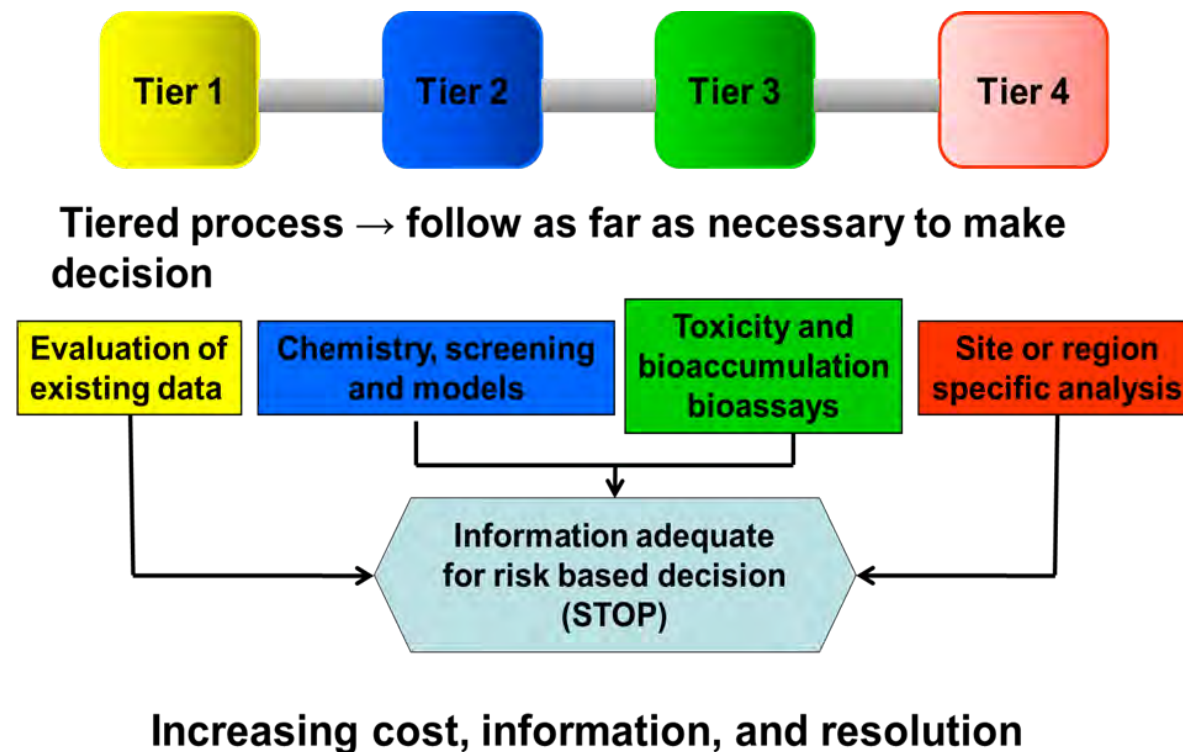 Tier 1
Tier 2
Tier 3
Tier 4
Tiered process → follow as far as necessary to make
decision
Evaluation of
existing data
Chemistry, screening
and models
Toxicity and
bioaccumulation
bioassays
Site or region
specific analysis
Information adequate
for risk based decision
(STOP)
Increasing cost, information, and resolution